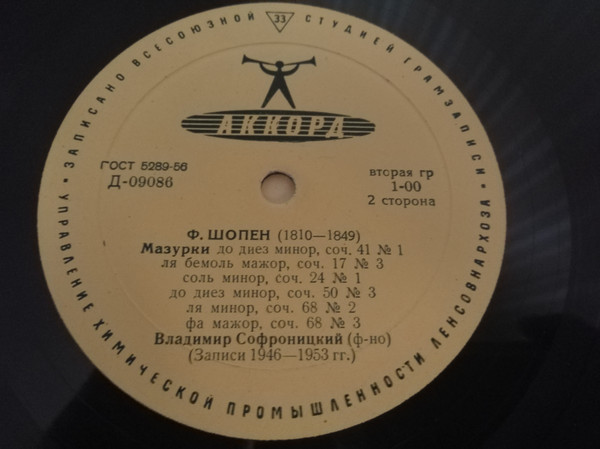 ЗАПИСАНО ВСЕСОЮЗНОЙ СТУДИЕЙ ГРАМЗАПИСИ
33
АККОРД
ГОСТ 5289-56
Д-09086
вторая гр
1-00
2 сторона
Ф. ШОПЕН (1810—1849)
Мазурки до диез минор, соч. 41 № 1
ля бемоль мажор, соч. 17 № 3
соль минор, соч. 24 № 1
до диез минор, соч. 50 № 3
ля минор, соч. 68 № 2
фа мажор, соч. 68 № 3
Владимир Софроницкий (ф-но)
(Записи 1946—1953 гг.)
УПРАВЛЕНИЕ ХИМИЧЕСКОЙ ПРОМЫШЛЕННОСТИ ЛЕНСОВНАРХОЗА